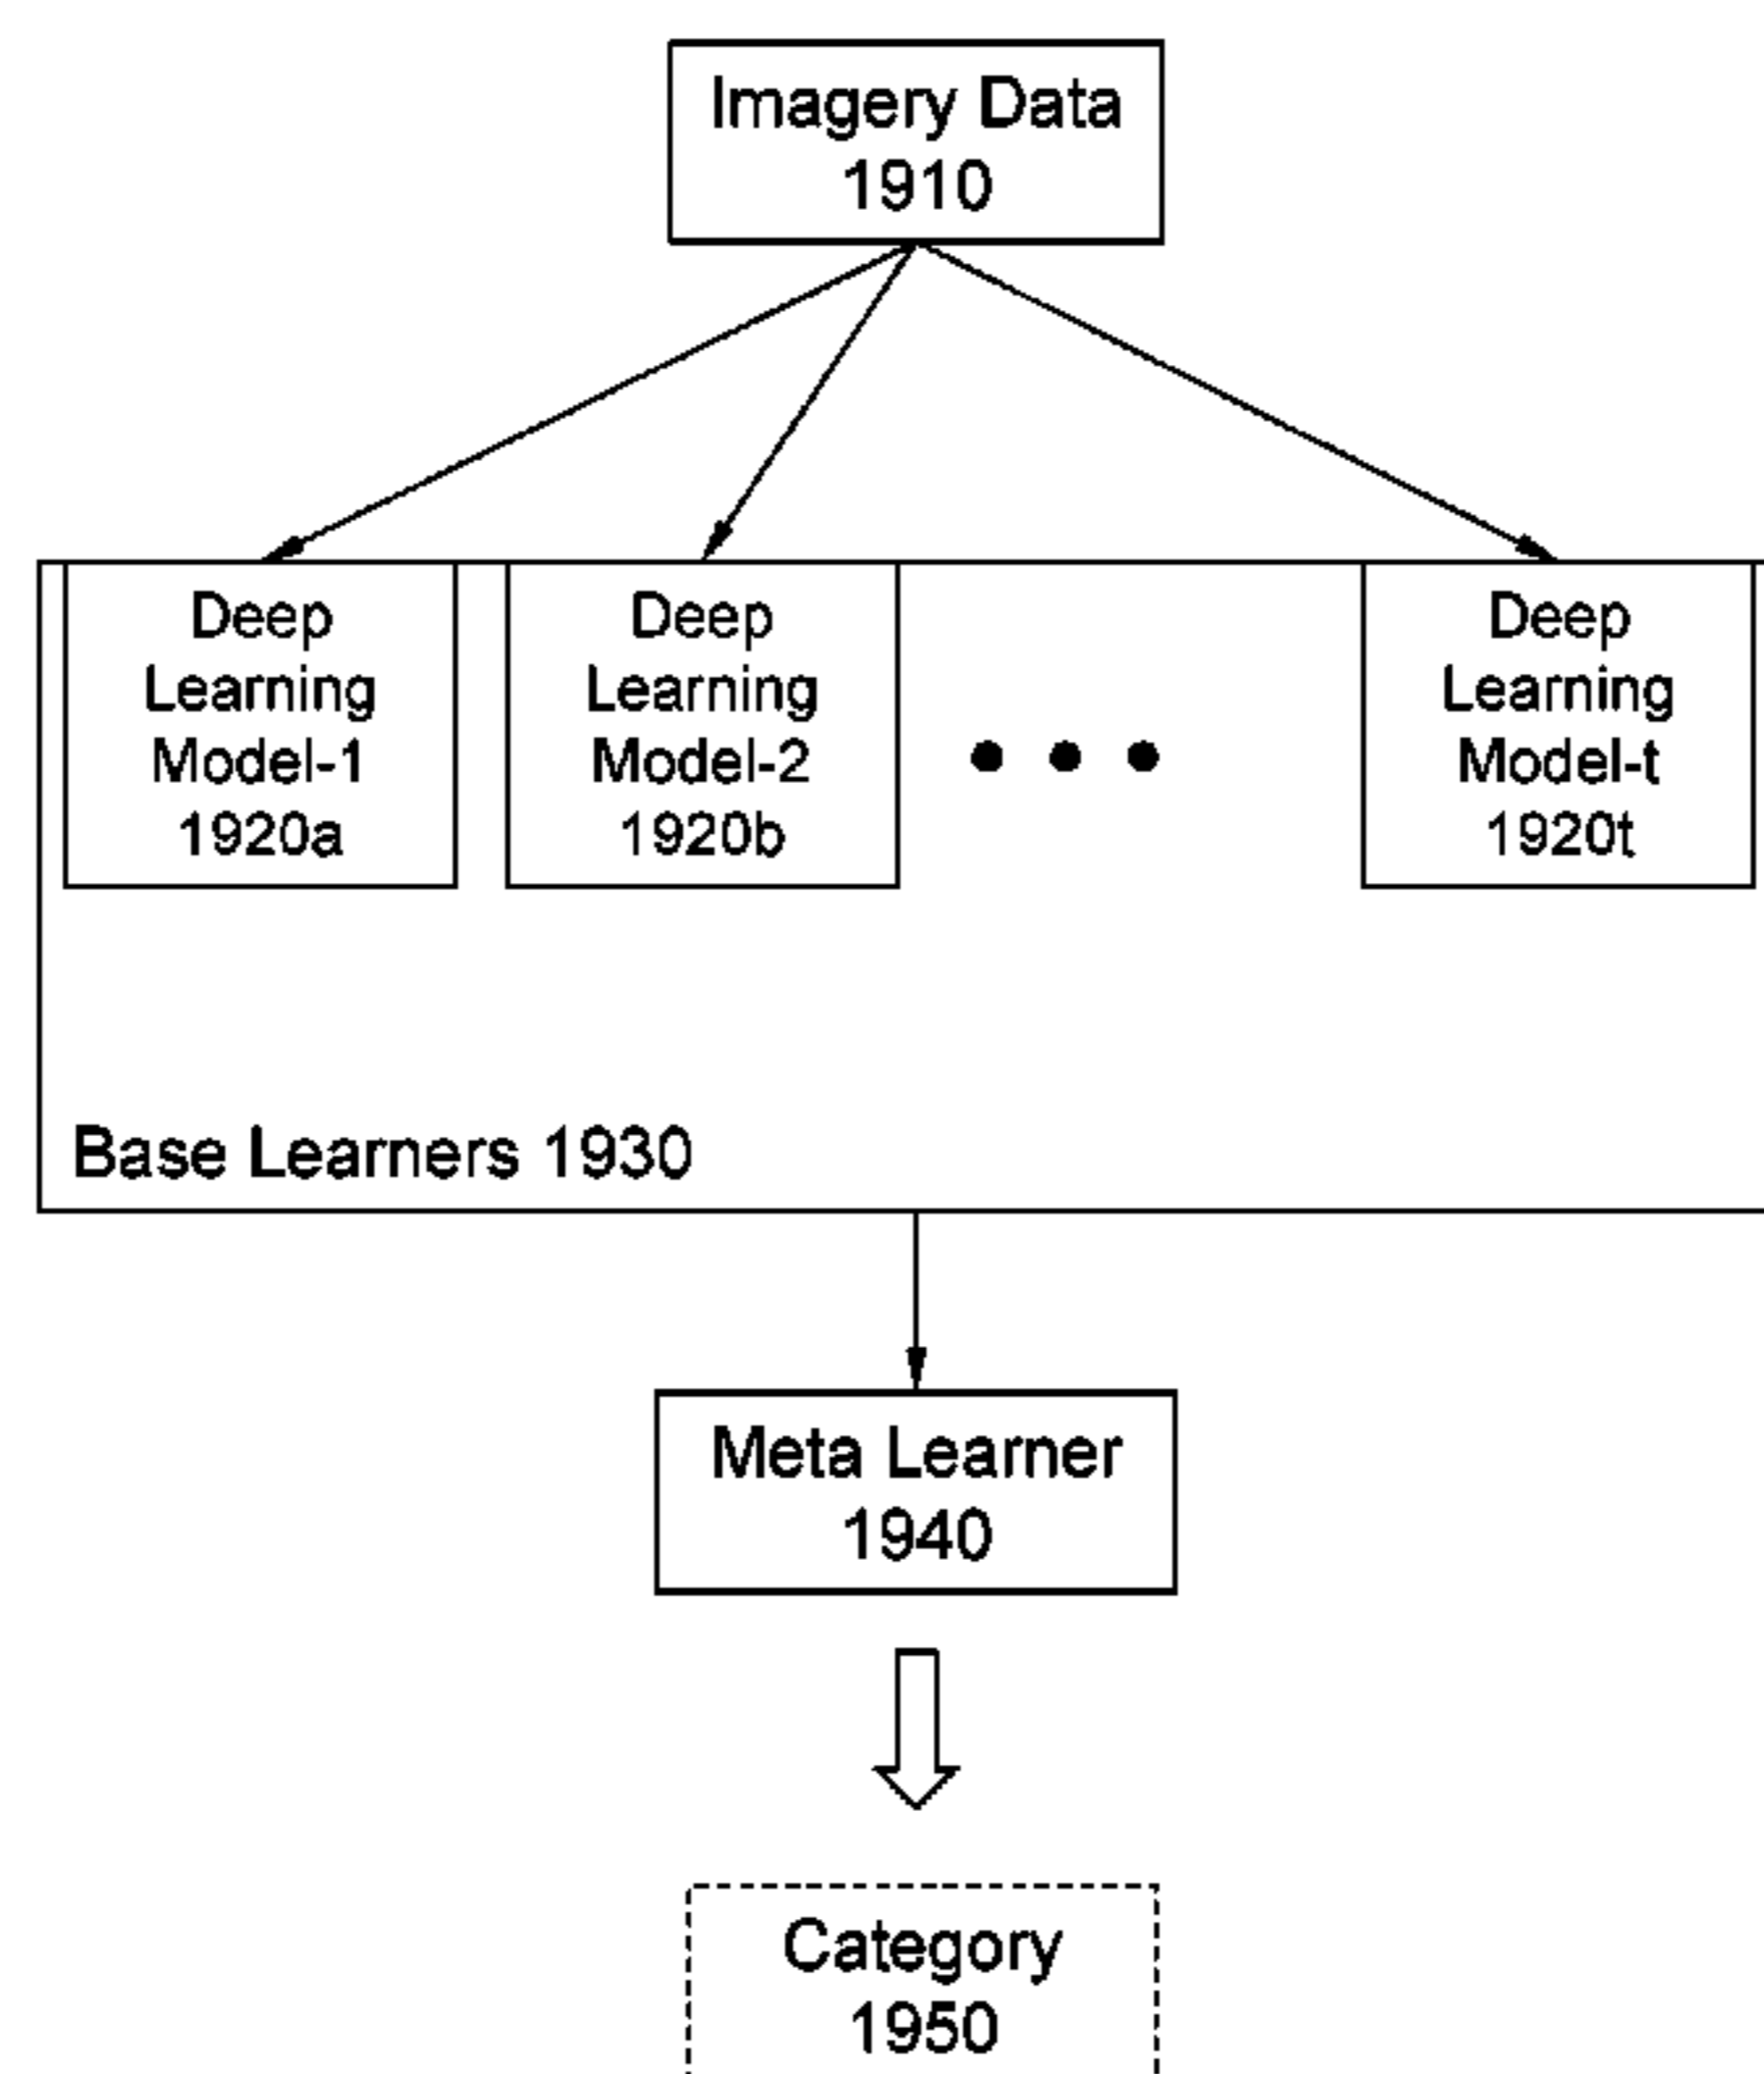 Imagery Data
1910
Deep
Learning
Model-1
1920a
Deep
Learning
Model-2
1920b
Deep
Learning
Model-t
1920t
Base Learners 1930
Meta Learner
1940
Category
1950